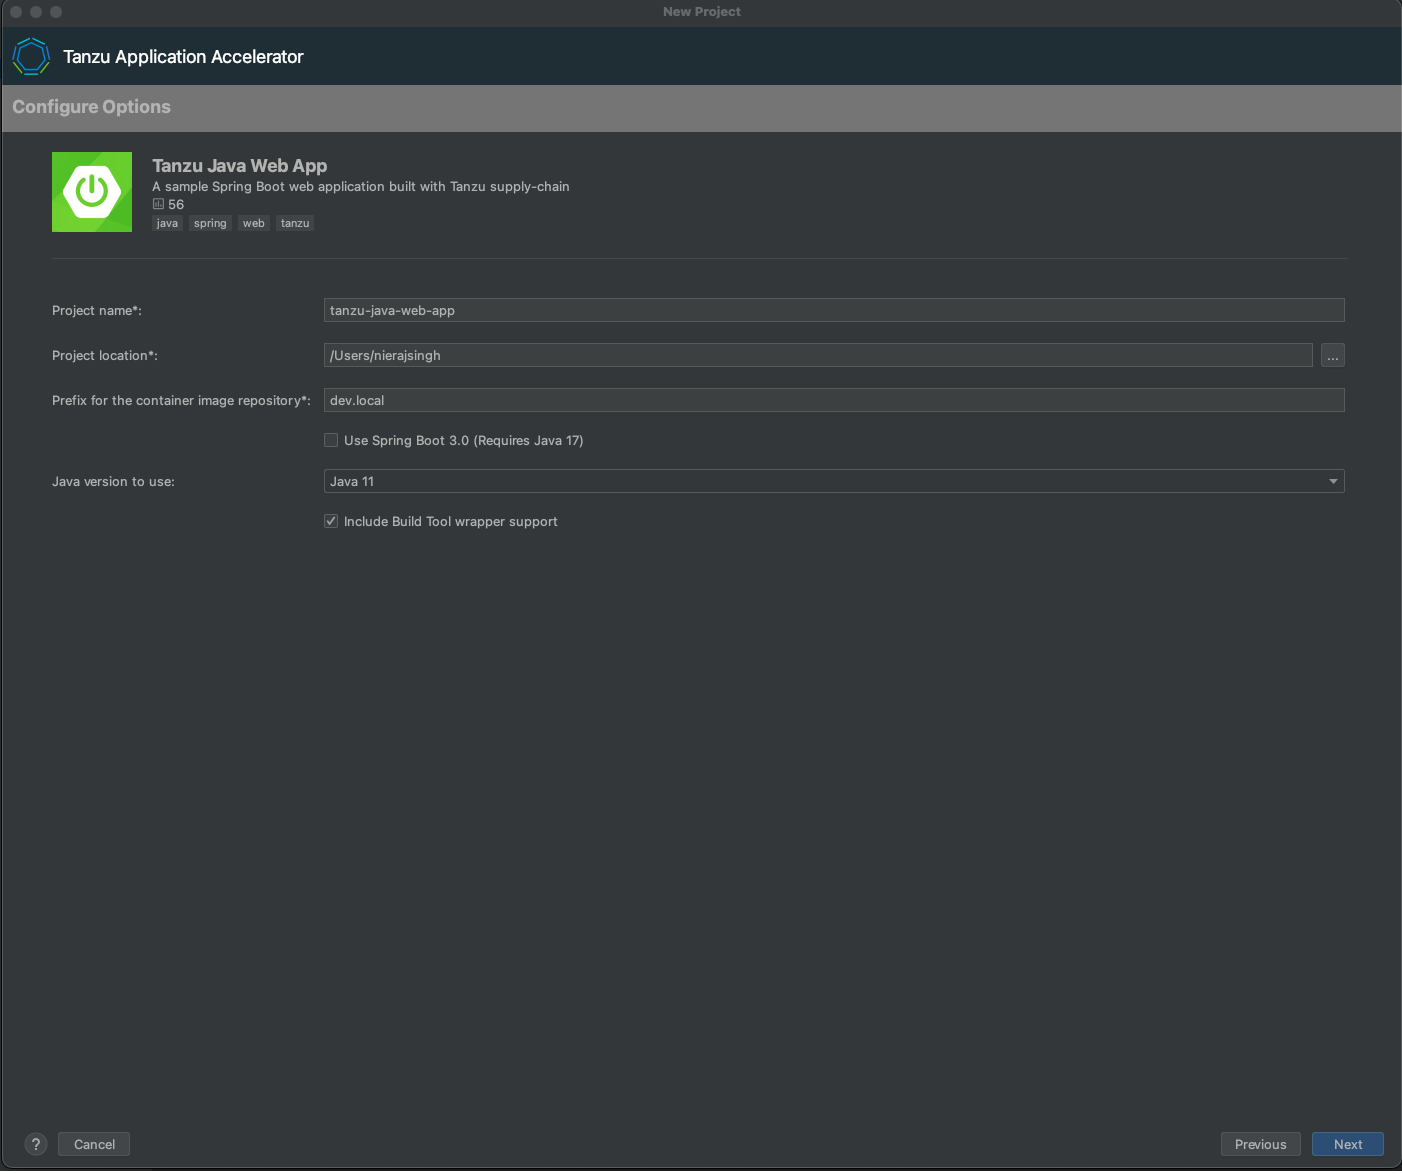 New Project
Tanzu Application Accelerator
Configure Options
Tanzu Java Web App
A sample Spring Boot web application built with Tanzu supply-chain
56
java spring web tanzu
Project name*: tanzu-java-web-app
Project location*: /Users/nierajsingh ...
Prefix for the container image repository*: dev.local
Use Spring Boot 3.0 (Requires Java 17)
Java version to use: Java 11
Include Build Tool wrapper support
? Cancel Previous Next